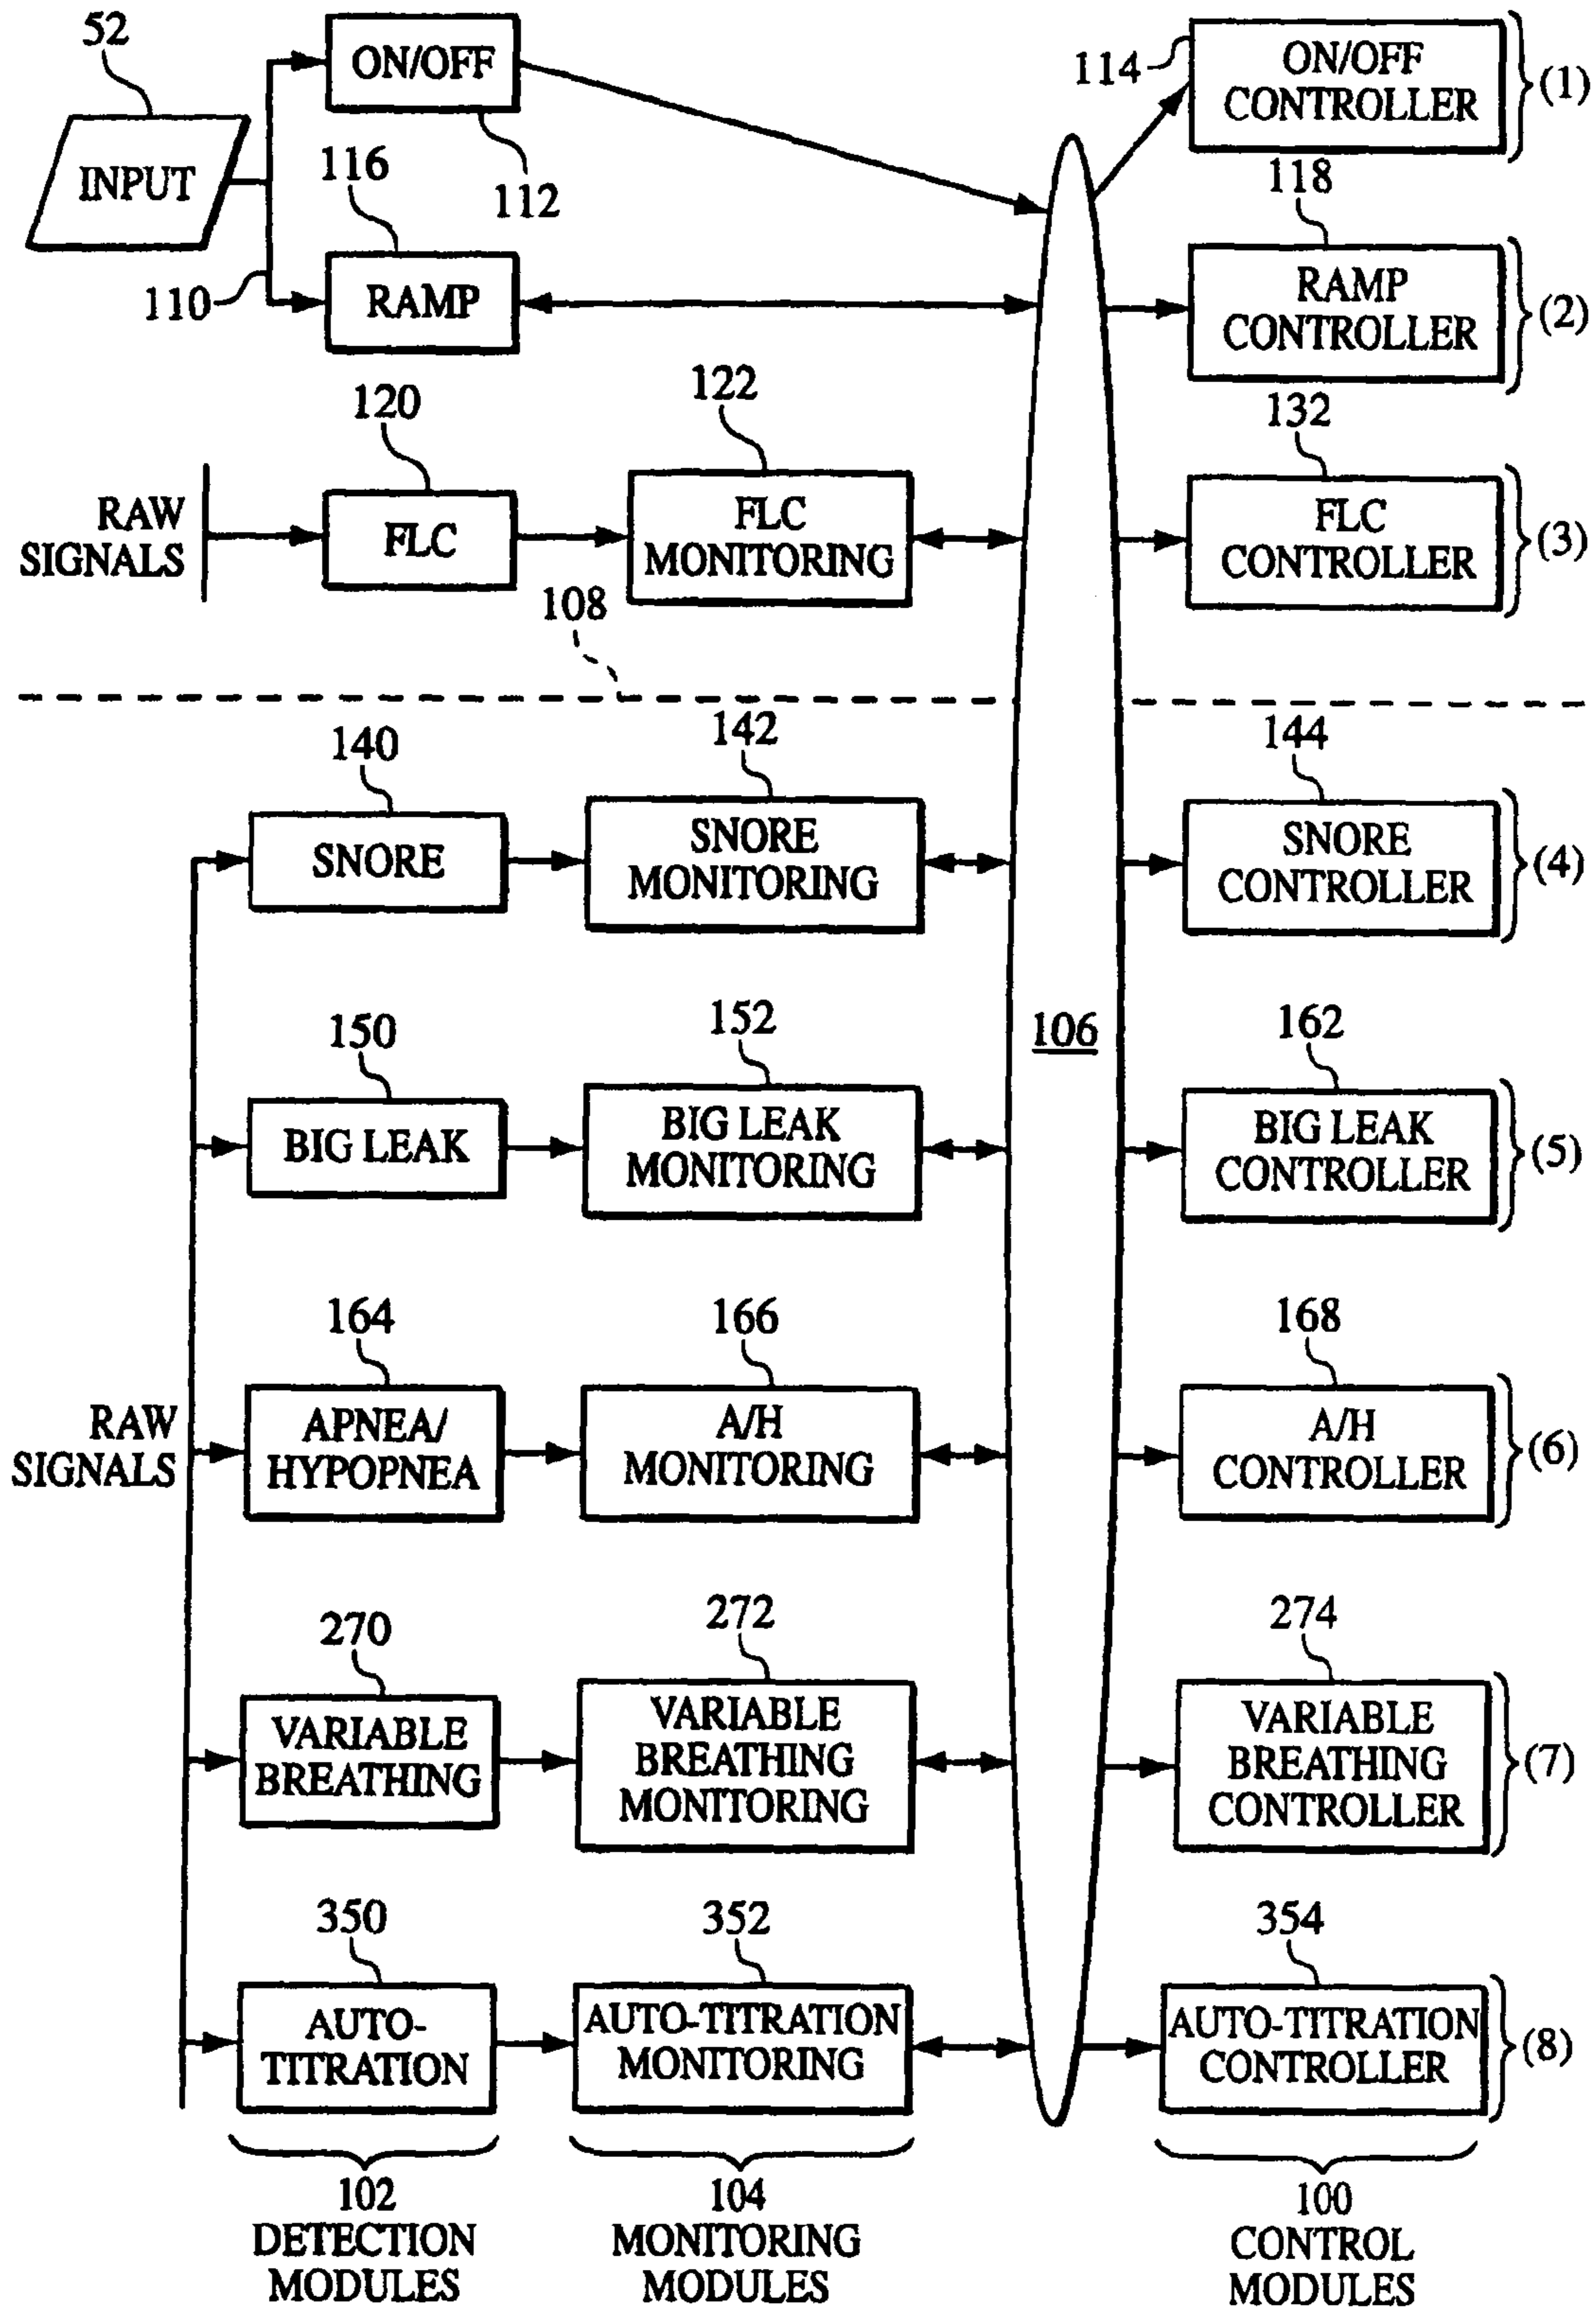 52
INPUT
110
ON/OFF
112
116
RAMP
114
ON/OFF
CONTROLLER
(1)
118
RAMP
CONTROLLER
(2)
RAW
SIGNALS
120
FLC
122
FLC
MONITORING
132
FLC
CONTROLLER
(3)
108
140
SNORE
142
SNORE
MONITORING
144
SNORE
CONTROLLER
(4)
106
150
BIG LEAK
152
BIG LEAK
MONITORING
162
BIG LEAK
CONTROLLER
(5)
RAW
SIGNALS
164
APNEA/
HYPOPNEA
166
A/H
MONITORING
168
A/H
CONTROLLER
(6)
270
VARIABLE
BREATHING
272
VARIABLE
BREATHING
MONITORING
274
VARIABLE
BREATHING
CONTROLLER
(7)
350
AUTO-
TITRATION
352
AUTO-TITRATION
MONITORING
354
AUTO-TITRATION
CONTROLLER
(8)
102
DETECTION
MODULES
104
MONITORING
MODULES
100
CONTROL
MODULES